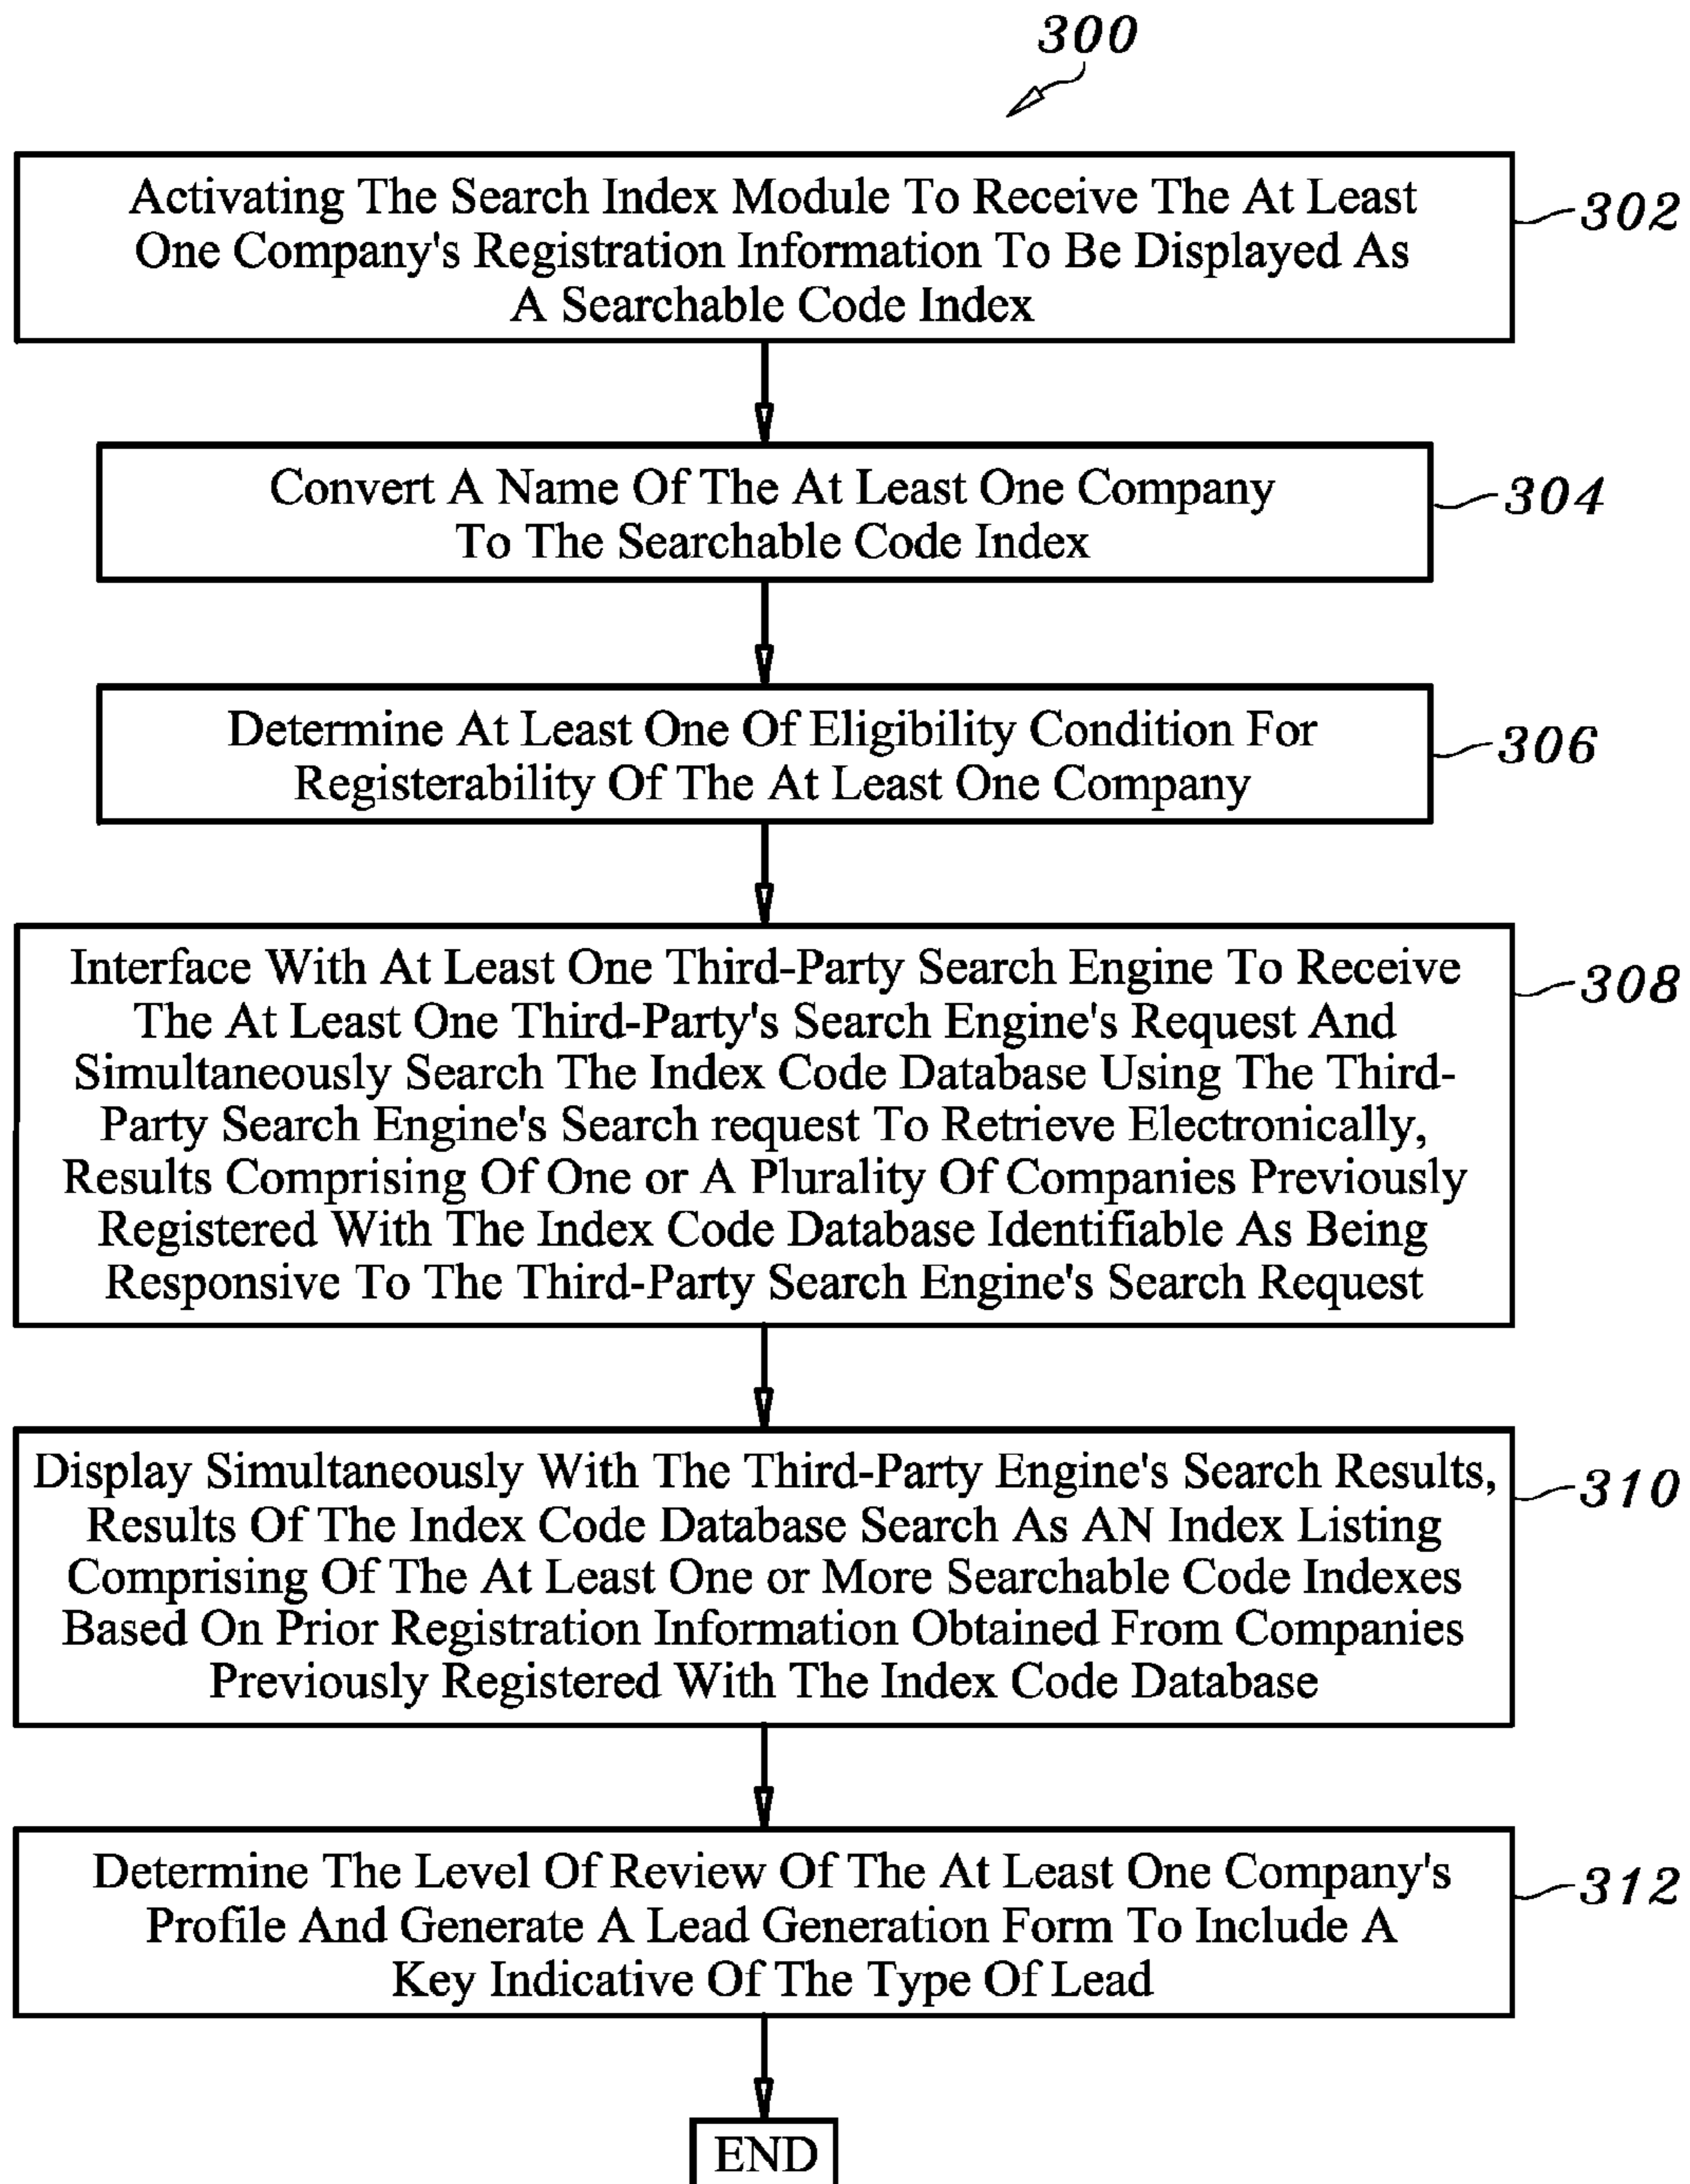 300
Activating The Search Index Module To Receive The At Least
One Company's Registration Information To Be Displayed As
A Searchable Code Index
302
Convert A Name Of The At Least One Company
To The Searchable Code Index
304
Determine At Least One Of Eligibility Condition For
Registerability Of The At Least One Company
306
Interface With At Least One Third-Party Search Engine To Receive
The At Least One Third-Party's Search Engine's Request And
Simultaneously Search The Index Code Database Using The Third-
Party Search Engine's Search request To Retrieve Electronically,
Results Comprising Of One or A Plurality Of Companies Previously
Registered With The Index Code Database Identifiable As Being
Responsive To The Third-Party Search Engine's Search Request
308
Display Simultaneously With The Third-Party Engine's Search Results,
Results Of The Index Code Database Search As AN Index Listing
Comprising Of The At Least One or More Searchable Code Indexes
Based On Prior Registration Information Obtained From Companies
Previously Registered With The Index Code Database
310
Determine The Level Of Review Of The At Least One Company's
Profile And Generate A Lead Generation Form To Include A
Key Indicative Of The Type Of Lead
312
END